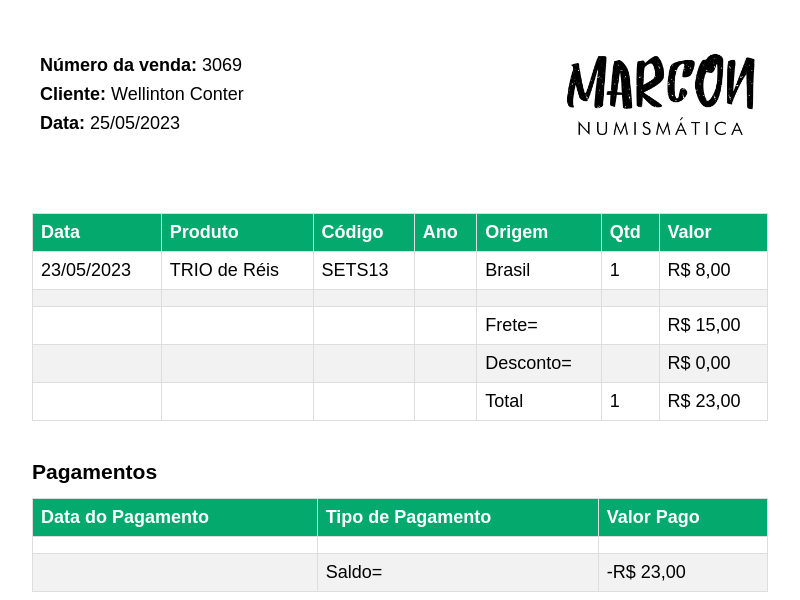 Número da venda: 3069
Cliente: Wellinton Conter
Data: 25/05/2023
MARCON
NUMISMÁTICA
Data Produto Código Ano Origem Qtd Valor
23/05/2023 TRIO de Réis SETS13 Brasil 1 R$ 8,00
Frete= R$ 15,00
Desconto= R$ 0,00
Total 1 R$ 23,00
Pagamentos
Data do Pagamento Tipo de Pagamento Valor Pago
Saldo= -R$ 23,00